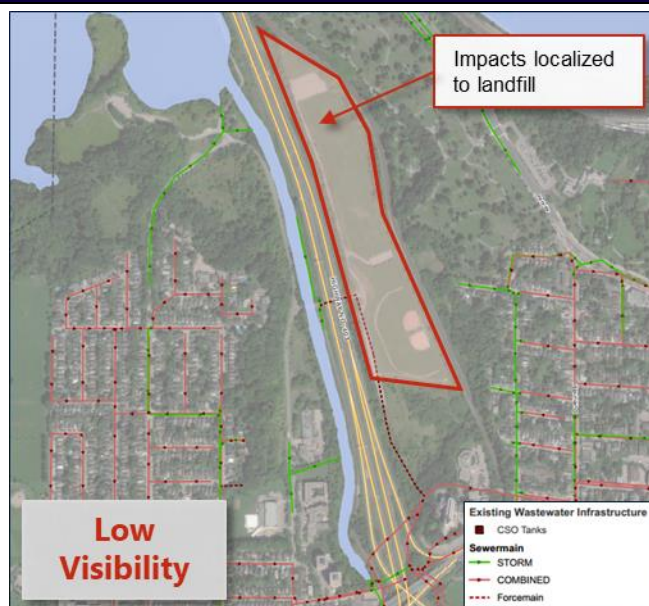 Impacts localized
to landfill
Low
Visibility
Existing Wastewater Infrastructure
CSO Tanks
Sewermain
STORM
COMBINED
Forcemain